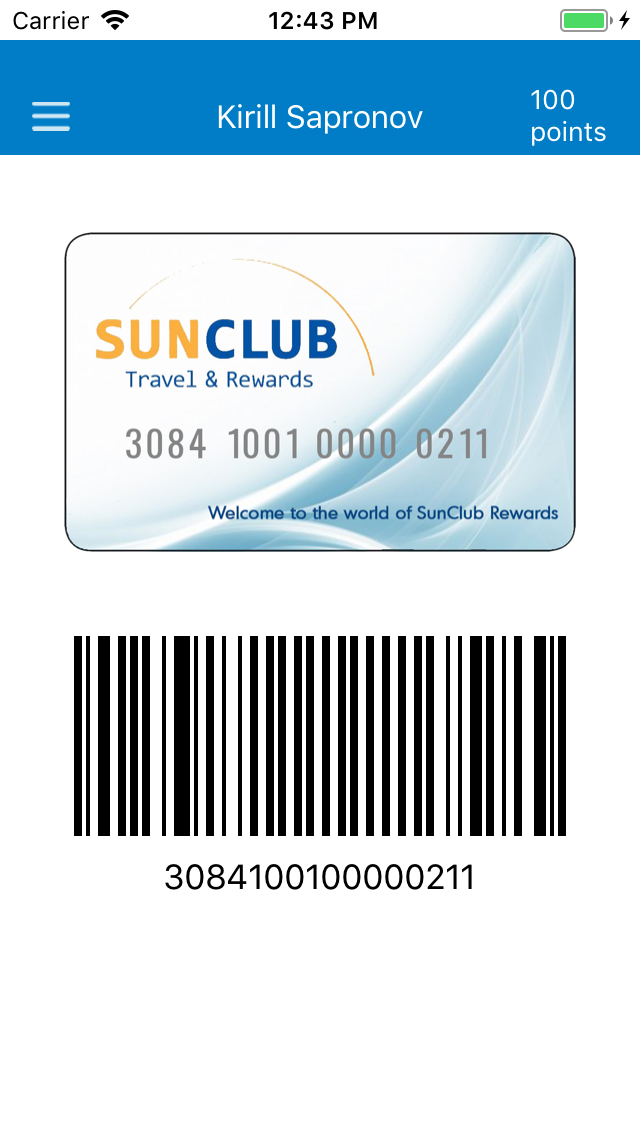 Carrier 12:43 PM
Kirill Sapronov
100
points
SUNCLUB
Travel & Rewards
3084 1001 0000 0211
Welcome to the world of SunClub Rewards
3084100100000211